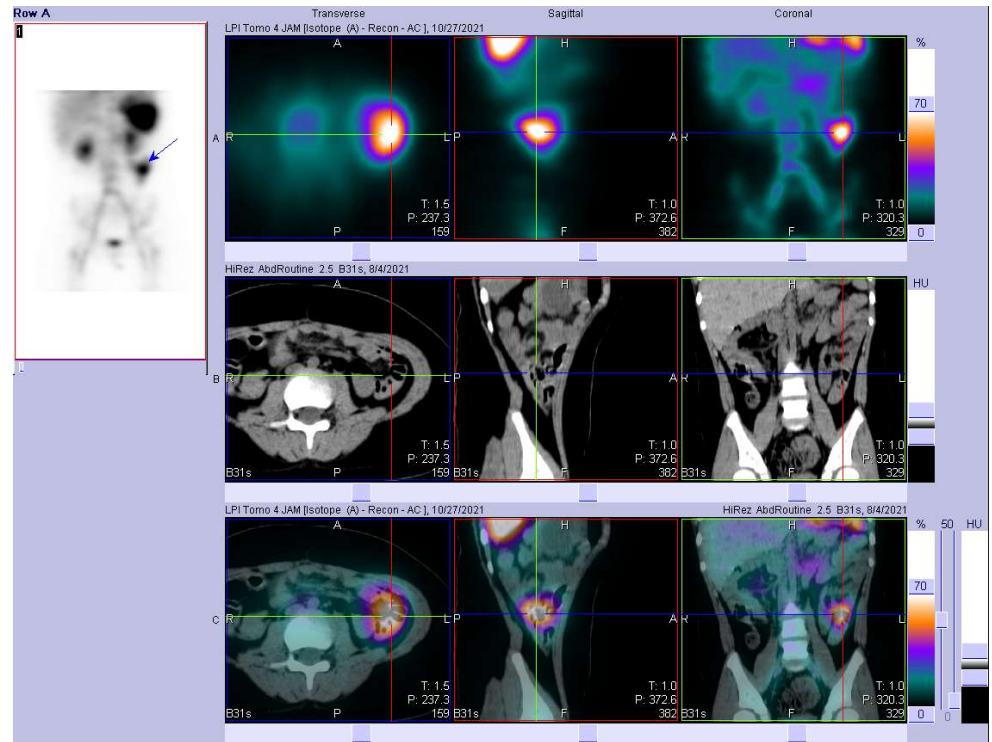 Row A
1
Transverse Sagittal Coronal
LPI Tomo 4 JAM [Isotope (A) - Recon - AC ], 10/27/2021
A H H %
70
A R L P A R L
T: 1.5 T: 1.0 T: 1.0
P: 237.3 P: 372.6 P: 320.3
P 159 F 382 F 329 0
HiRez AbdRoutine 2.5 B31s, 8/4/2021
A H H HU
B R L P A R L
T: 1.5 T: 1.0 T: 1.0
P: 237.3 P: 372.6 P: 320.3
B31s P 159 B31s F 382 B31s F 329
LPI Tomo 4 JAM [Isotope (A) - Recon - AC ], 10/27/2021 HiRez AbdRoutine 2.5 B31s, 8/4/2021
A H H % 50 HU
70
C R L P A R L
T: 1.5 T: 1.0 T: 1.0
P: 237.3 P: 372.6 P: 320.3
B31s P 159 B31s F 382 B31s F 329 0 0